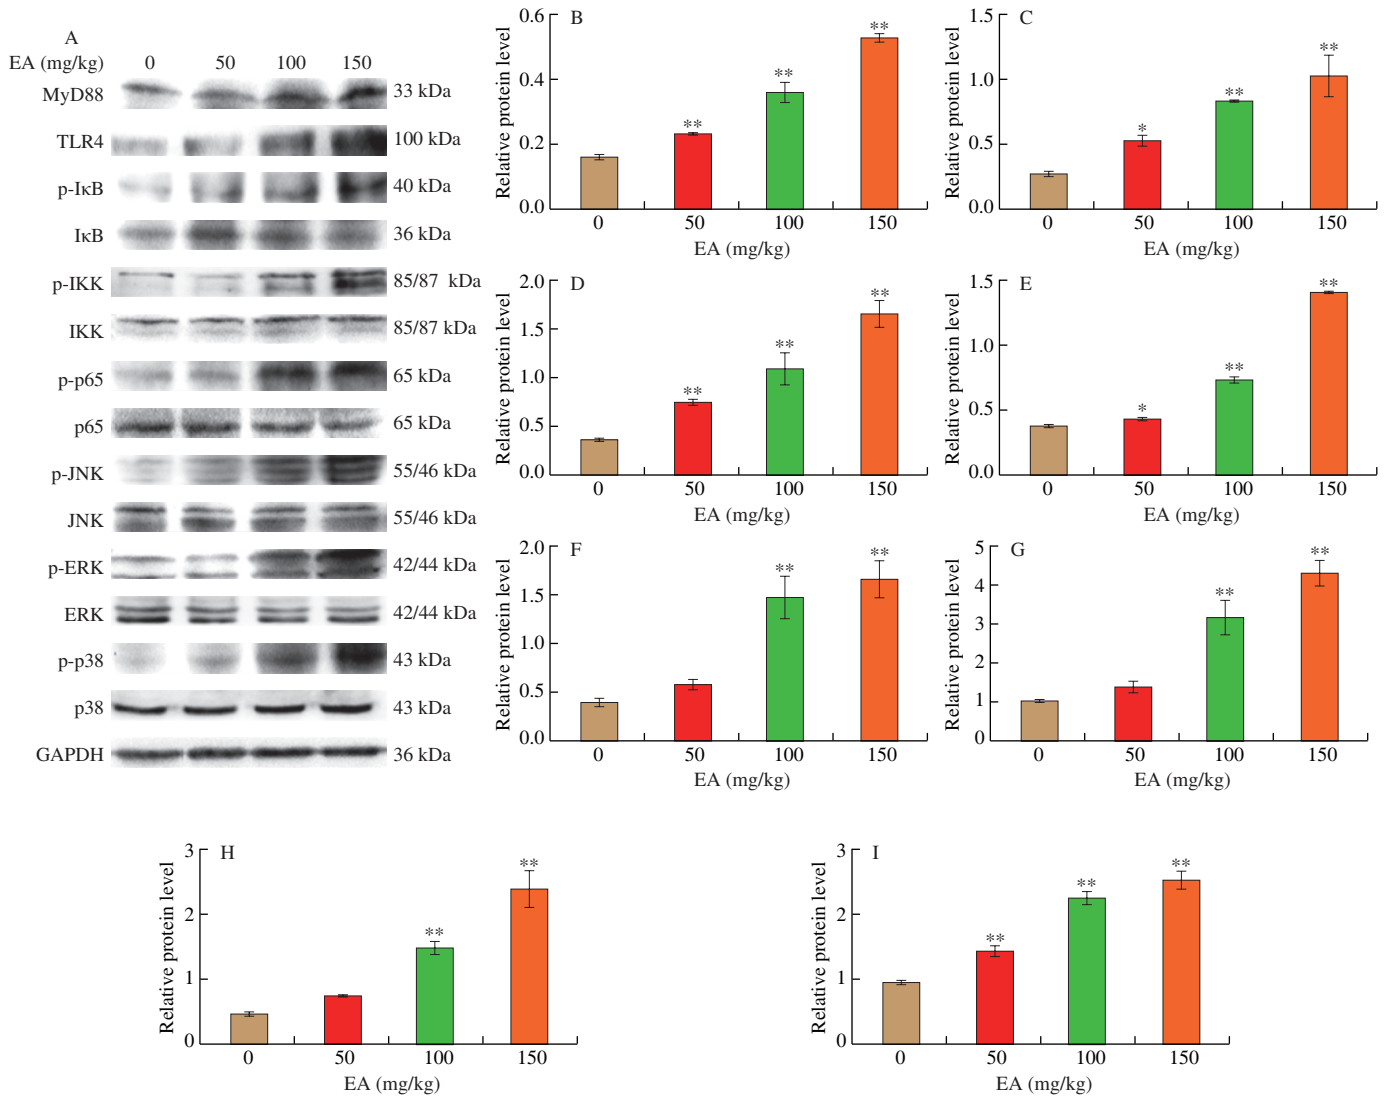 A
EA (mg/kg) 0 50 100 150
MyD88 33 kDa
TLR4 100 kDa
p-IκB 40 kDa
IκB 36 kDa
p-IKK 85/87 kDa
IKK 85/87 kDa
p-p65 65 kDa
p65 65 kDa
p-JNK 55/46 kDa
JNK 55/46 kDa
p-ERK 42/44 kDa
ERK 42/44 kDa
p-p38 43 kDa
p38 43 kDa
GAPDH 36 kDa
B
Relative protein level
0.6
0.4
0.2
0.0
** ** **
0 50 100 150
EA (mg/kg)
C
Relative protein level
1.5
1.0
0.5
0.0
* ** **
0 50 100 150
EA (mg/kg)
D
Relative protein level
2.0
1.5
1.0
0.5
0.0
** ** **
0 50 100 150
EA (mg/kg)
E
Relative protein level
1.5
1.0
0.5
0.0
* ** **
0 50 100 150
EA (mg/kg)
F
Relative protein level
2.0
1.5
1.0
0.5
0.0
** **
0 50 100 150
EA (mg/kg)
G
Relative protein level
5
4
3
2
1
0
** **
0 50 100 150
EA (mg/kg)
H
Relative protein level
3
2
1
0
** **
0 50 100 150
EA (mg/kg)
I
Relative protein level
3
2
1
0
** ** **
0 50 100 150
EA (mg/kg)